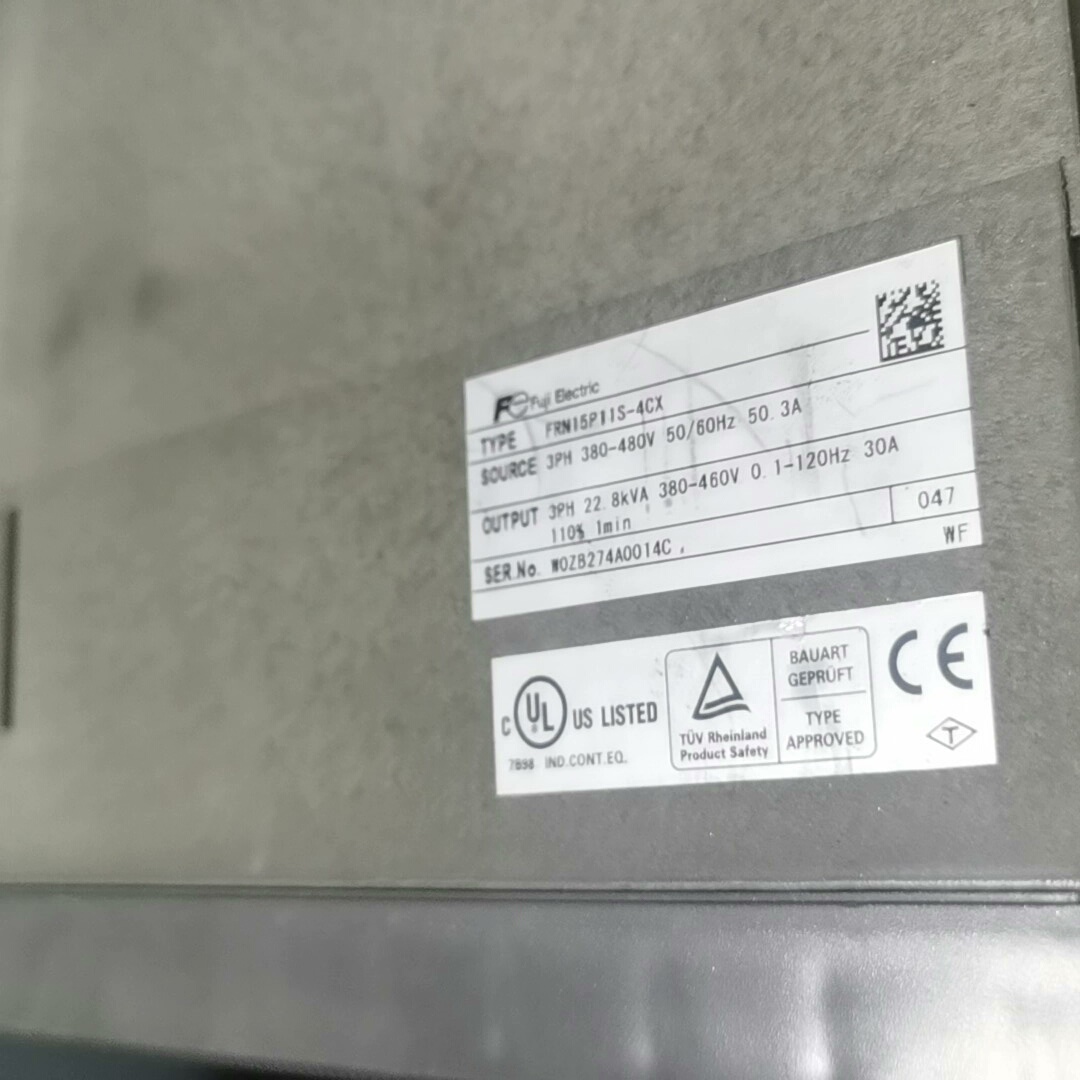 Fe Fuji Electric
TYPE FRN15P11S-4CX
SOURCE 3PH 380-480V 50/60Hz 50.3A
OUTPUT 3PH 22.8kVA 380-460V 0.1-120Hz 30A
110% 1min
SER.No. W0ZB274A0014C
047
WF
C UL US LISTED
7B98 IND.CONT.EQ.
TÜV Rheinland
Product Safety
BAUART
GEPRÜFT
TYPE
APPROVED
CE
T